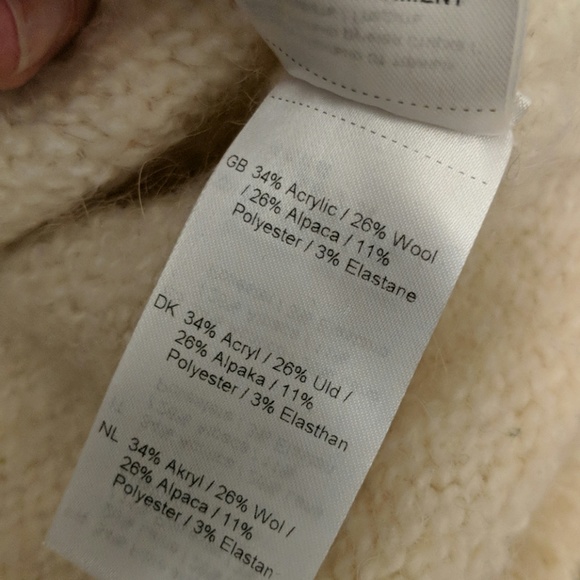 GB 34% Acrylic / 26% Wool
/ 26% Alpaca / 11%
Polyester / 3% Elastane
DK 34% Acryl / 26% Uld /
26% Alpaka / 11%
Polyester / 3% Elasthan
NL 34% Akryl / 26% Wol /
26% Alpaca / 11%
Polyester / 3% Elastan